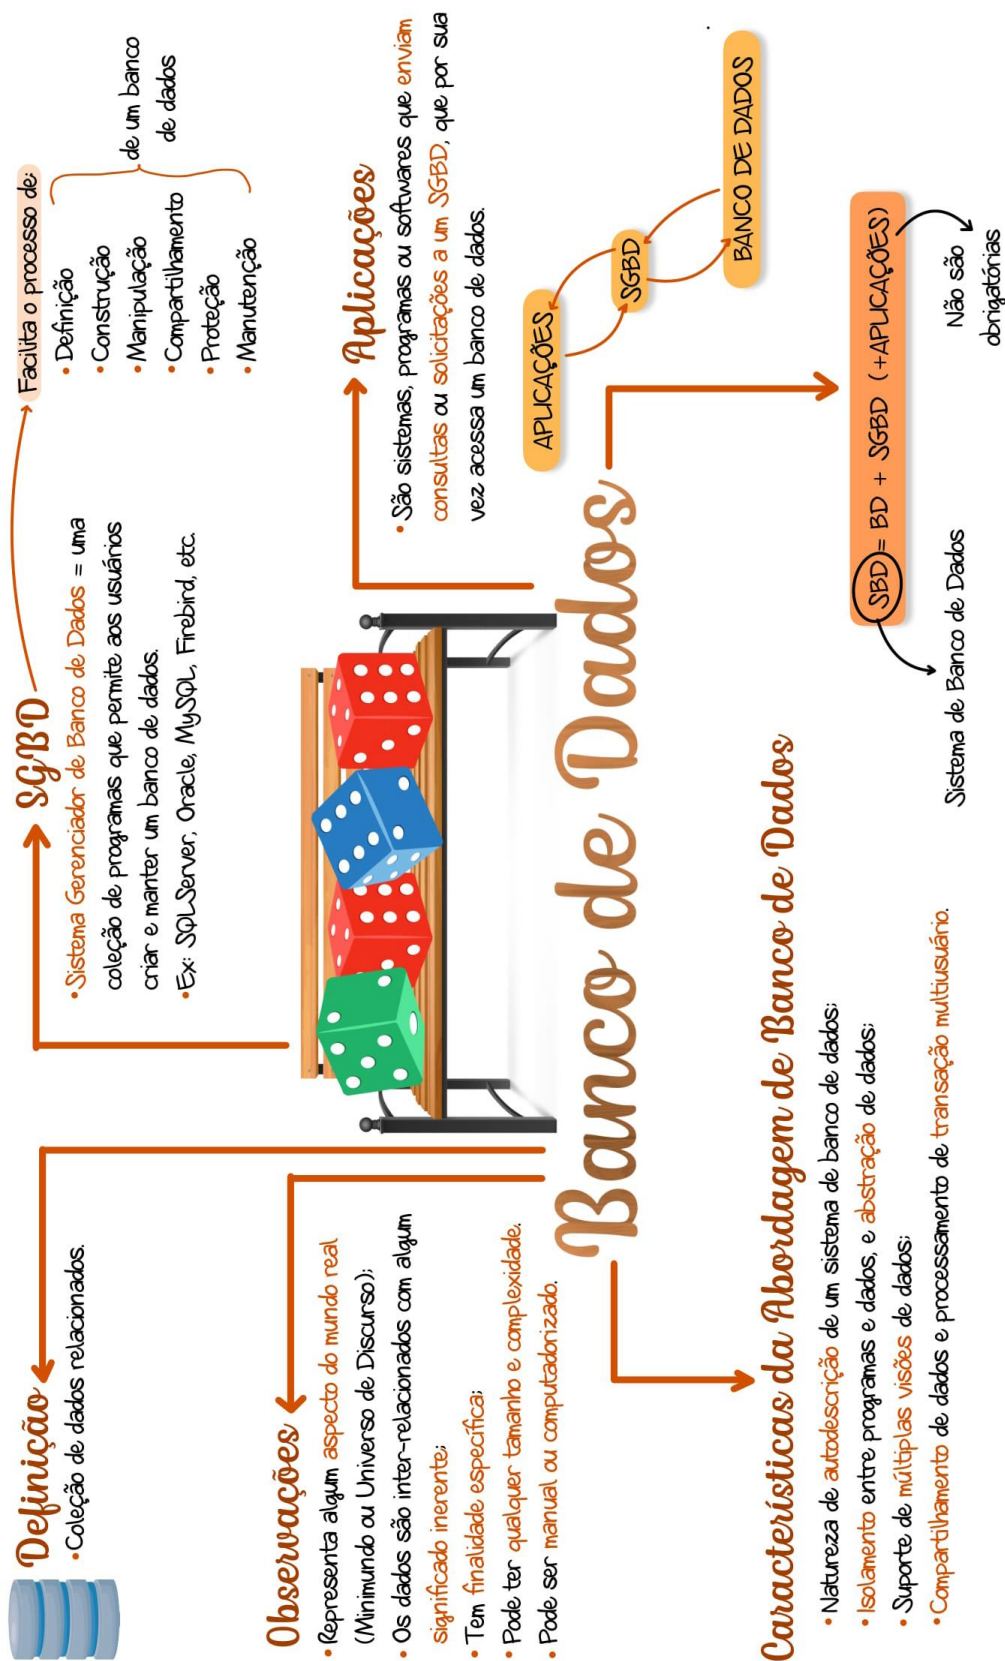 Definição
• Coleção de dados relacionados.
Observações
• Representa algum aspecto do mundo real
(Minimundo ou Universo de Discurso);
• Os dados são inter-relacionados com algum
significado inerente;
• Tem finalidade específica;
• Pode ter qualquer tamanho e complexidade.
• Pode ser manual ou computadorizado.
SGBD
• Sistema Gerenciador de Banco de Dados = uma
coleção de programas que permite aos usuários
criar e manter um banco de dados.
• Ex: SQLServer, Oracle, MySQL, Firebird, etc.
Facilita o processo de:
• Definição
• Construção
• Manipulação
• Compartilhamento
• Proteção
• Manutenção
de um banco
de dados
Aplicações
• São sistemas, programas ou softwares que enviam
consultas ou solicitações a um SGBD, que por sua
vez acessa um banco de dados.
APLICAÇÕES
SGBD
BANCO DE DADOS
Banco de Dados
Características da Abordagem de Banco de Dados
• Natureza de autodescrição de um sistema de banco de dados;
• Isolamento entre programas e dados, e abstração de dados;
• Suporte de múltiplas visões de dados;
• Compartilhamento de dados e processamento de transação multiusuário.
SBD = BD + SGBD (+APLICAÇÕES)
Sistema de Banco de Dados
Não são
obrigatórias